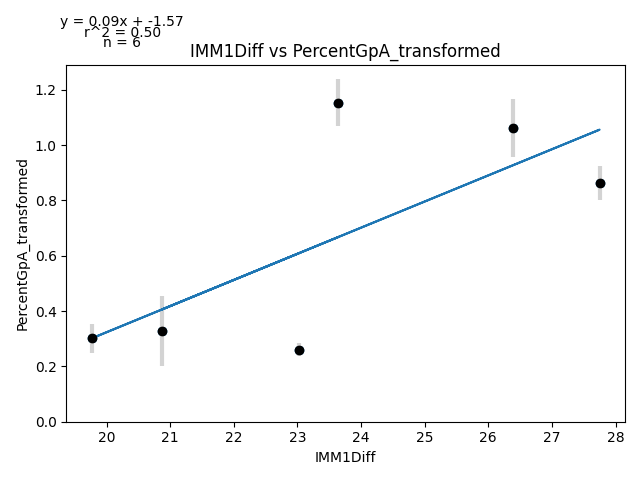 y = 0.09x + -1.57
r^2 = 0.50
n = 6
IMM1Diff vs PercentGpA_transformed
PercentGpA_transformed
1.2
1.0
0.8
0.6
0.4
0.2
0.0
20 21 22 23 24 25 26 27 28
IMM1Diff